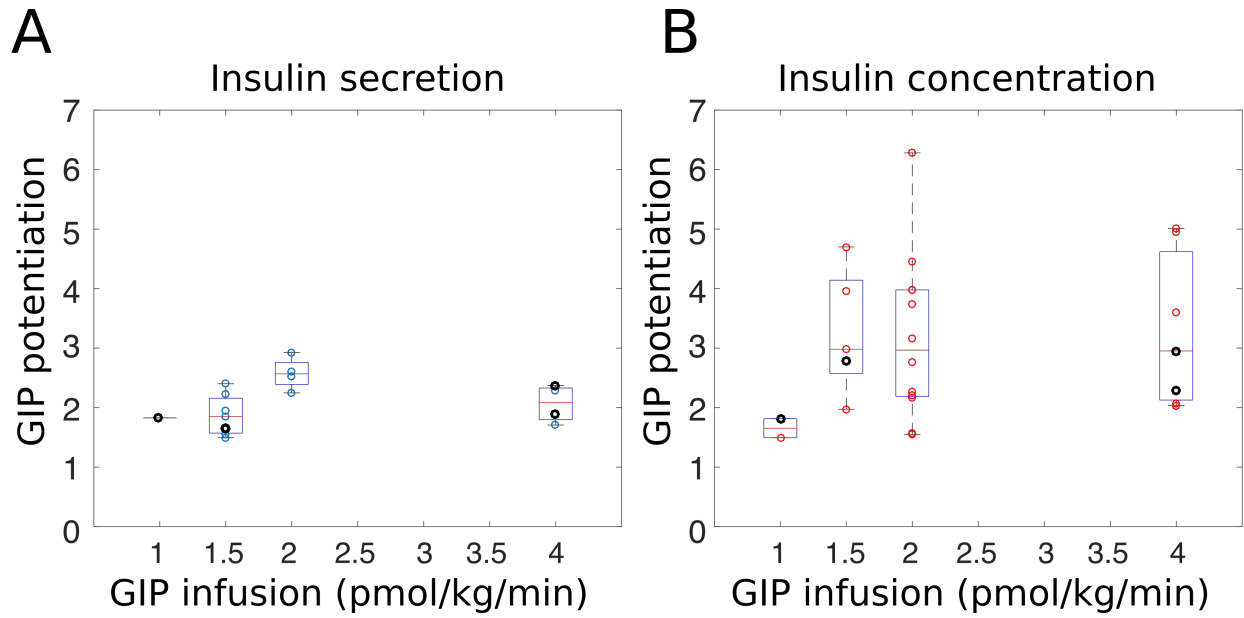 A
Insulin secretion
GIP potentiation
7
6
5
4
3
2
1
0
1 1.5 2 2.5 3 3.5 4
GIP infusion (pmol/kg/min)
B
Insulin concentration
GIP potentiation
7
6
5
4
3
2
1
0
1 1.5 2 2.5 3 3.5 4
GIP infusion (pmol/kg/min)